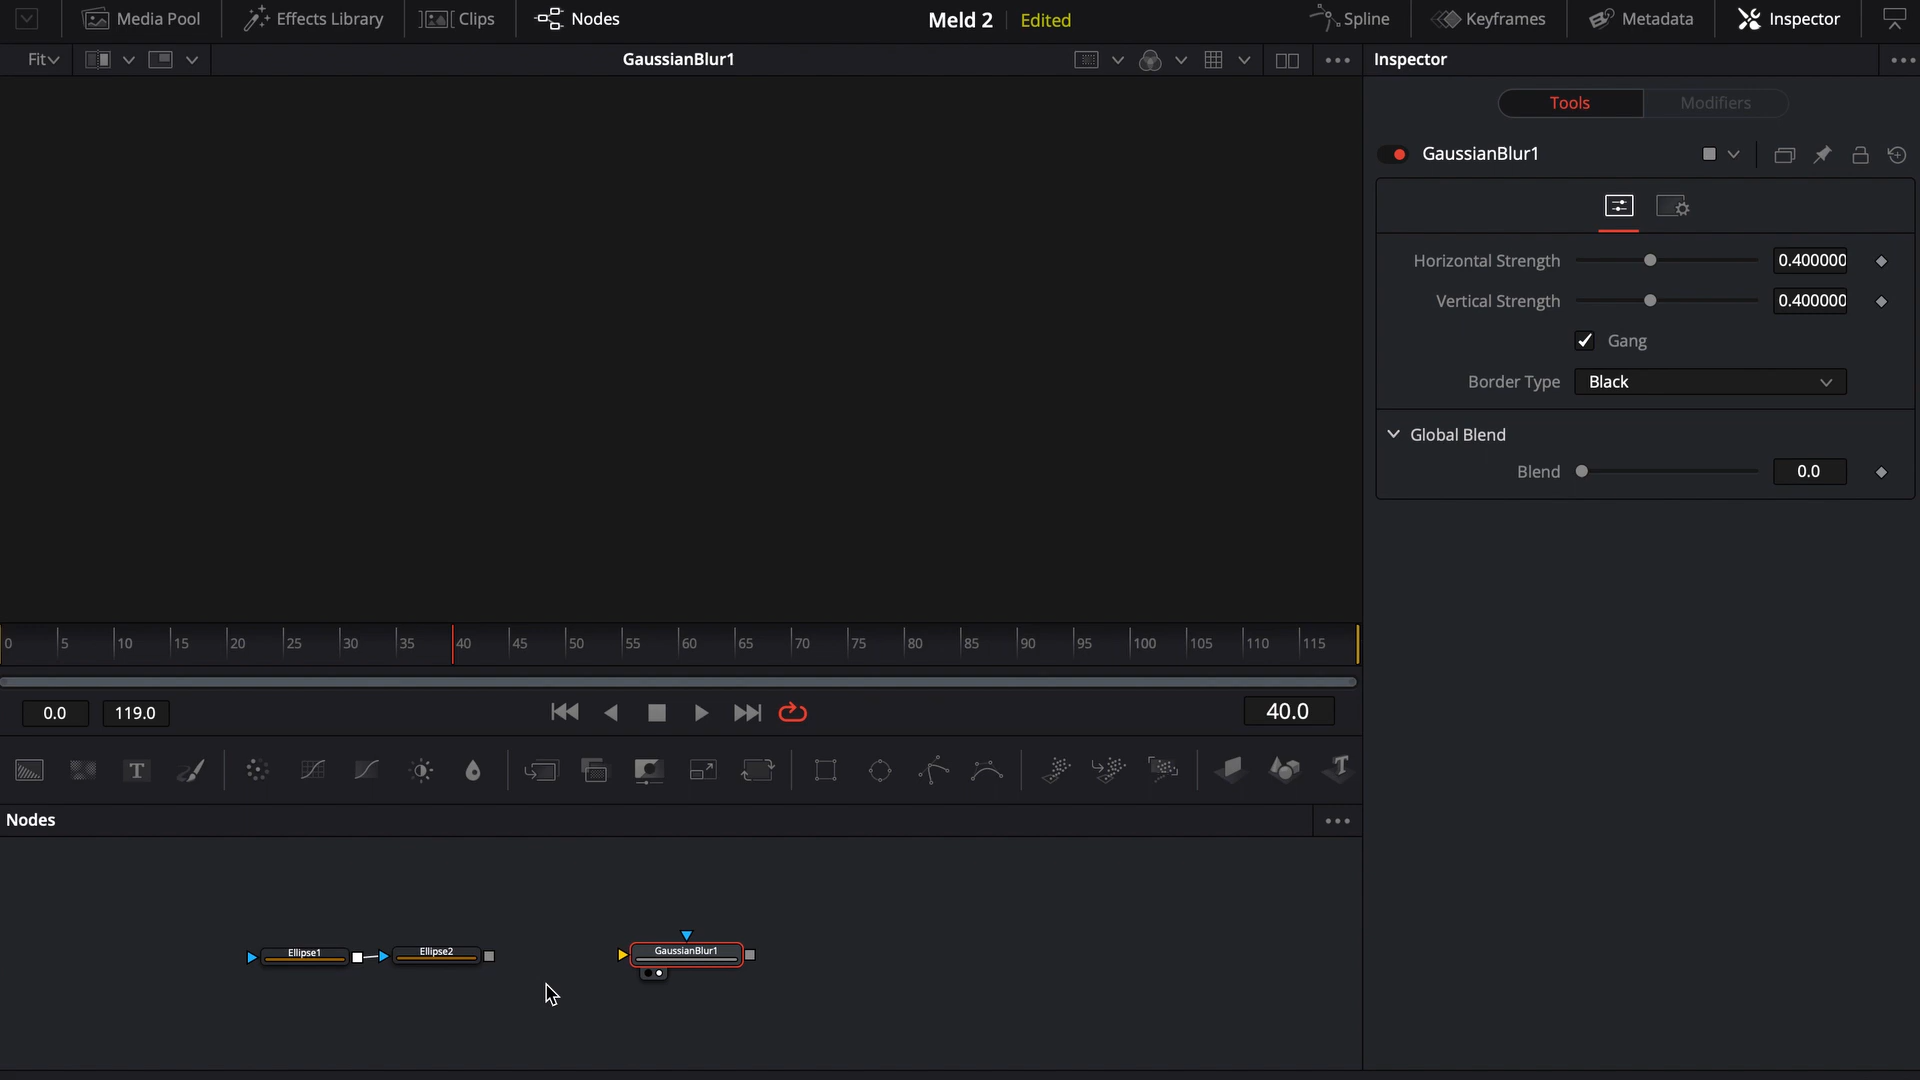 Media Pool
Effects Library
Clips
Nodes
Meld 2
Edited
Spline
Keyframes
Metadata
Inspector
Fit
GaussianBlur1
Inspector
Tools
Modifiers
GaussianBlur1
Horizontal Strength
0.400000
Vertical Strength
0.400000
Gang
Border Type
Black
Global Blend
Blend
0.0
0
5
10
15
20
25
30
35
40
45
50
55
60
65
70
75
80
85
90
95
100
105
110
115
0.0
119.0
40.0
T
T
Nodes
Ellipse1
Ellipse2
GaussianBlur1